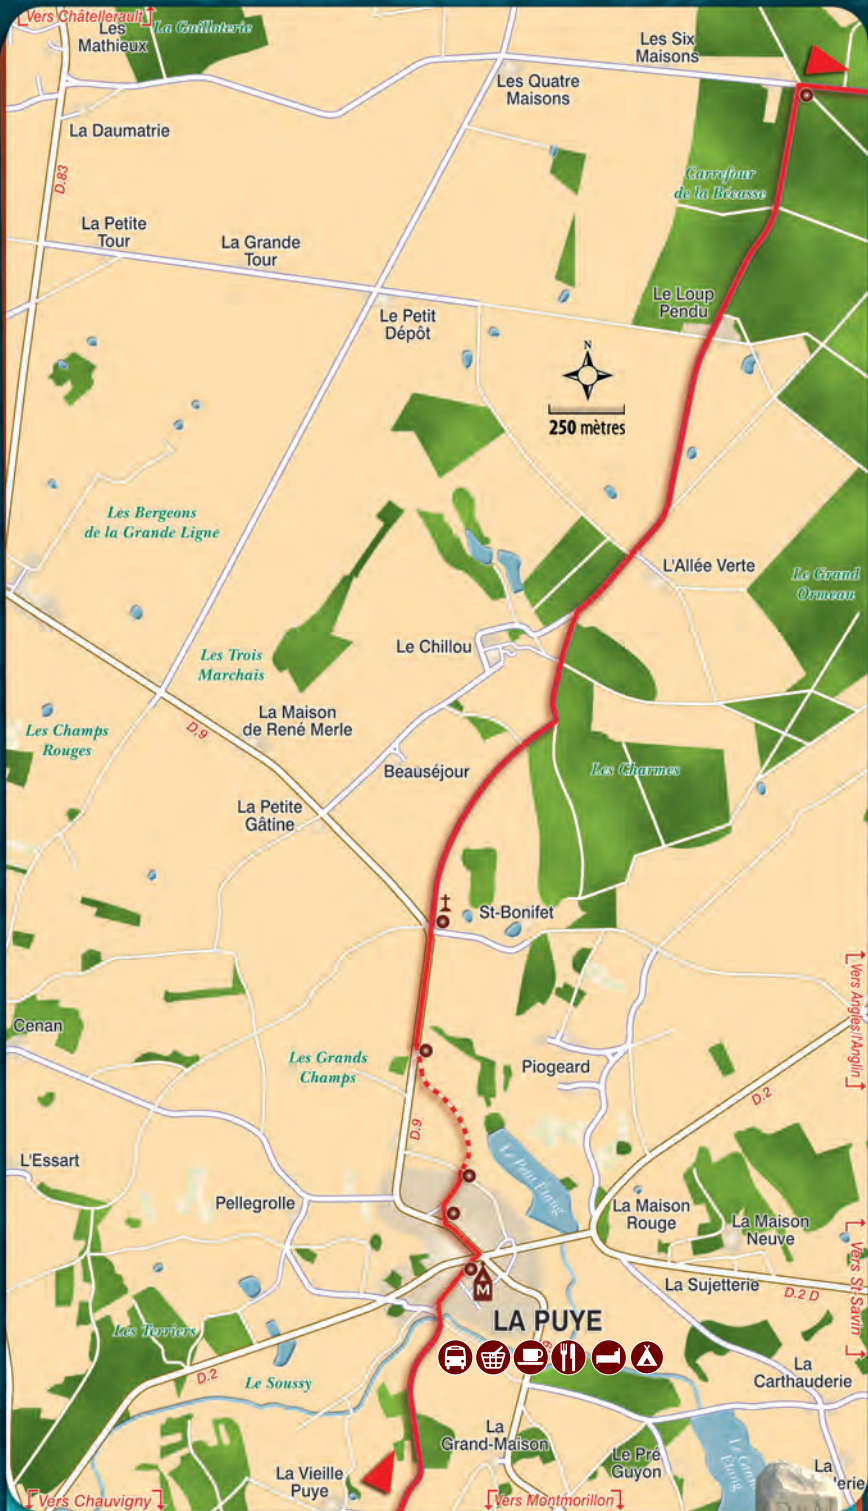 Vers Châtellerault
La Guilloterie
Les
Mathieux
Les Six
Maisons
Les Quatre
Maisons
La Daumatrie
D.83
Carrefour
de la Bécasse
La Petite
Tour
La Grande
Tour
Le Loup
Pendu
Le Petit
Dépôt
N
250 mètres
Les Bergeons
de la Grande Ligne
L'Allée Verte
Le Grand
Ormeau
Le Chillou
Les Trois
Marchais
La Maison
de René Merle
Les Champs
Rouges
D.9
Beauséjour
Les Charmes
La Petite
Gâtine
St-Bonifet
Vers Angles/l'Anglin
Cenan
Les Grands
Champs
Piogeard
D.2
D.9
L'Essart
Le Petit Étang
Pellegrolle
La Maison
Rouge
La Maison
Neuve
Vers St-Savin
La Sujetterie
D.2 D
M
LA PUYE
Les Terriers
D.2
Le Soussy
La
Carthauderie
La
Grand-Maison
Le Pré
Guyon
Étang
La Vieille
Puye
La
Vers Chauvigny
Vers Montmorillon